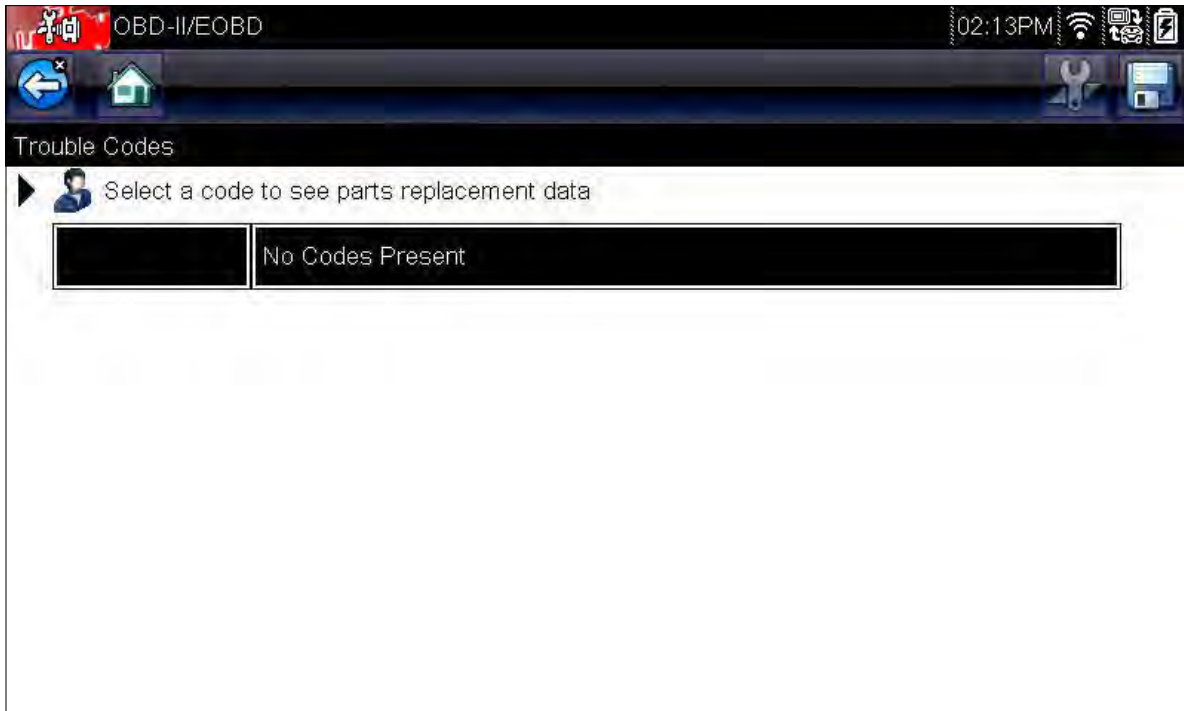 OBD-II/EOBD 02:13PM
Trouble Codes
Select a code to see parts replacement data
No Codes Present